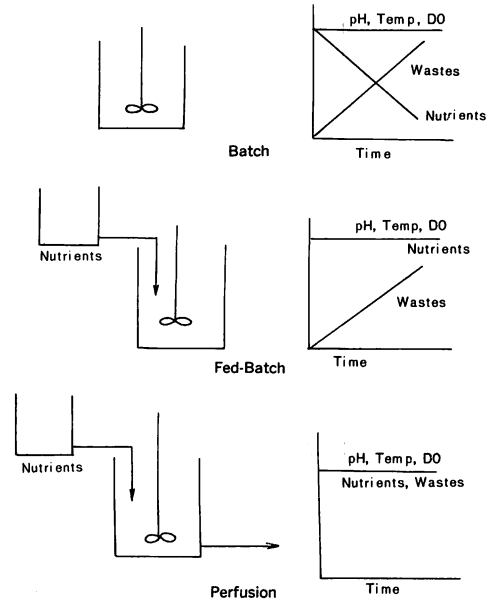 pH, Temp, DO
Wastes
Nutrients
Time
Batch
Nutrients
pH, Temp, DO
Nutrients
Wastes
Time
Fed-Batch
Nutrients
pH, Temp, DO
Nutrients, Wastes
Time
Perfusion